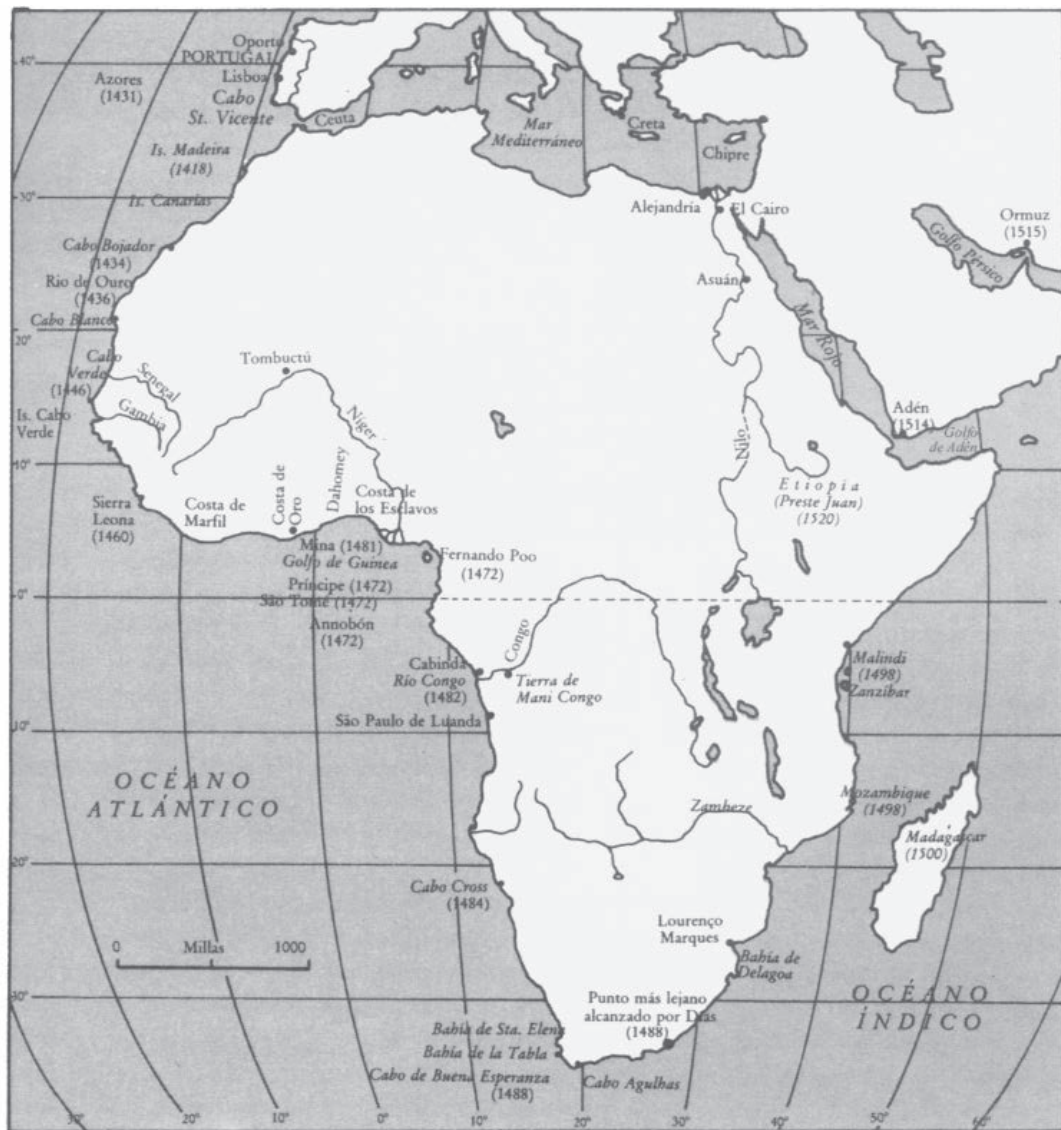 Oporto
PORTUGAL
Lisboa
Cabo
St. Vicente
Azores
(1431)
Ceuta
Is. Madeira
(1418)
Is. Canarias
Mar
Mediterráneo
Creta
Chipre
Alejandría
El Cairo
Asuán
Mar Rojo
Golfo Pérsico
Ormuz
(1515)
Adén
(1514)
Golfo
de Adén
Cabo Bojador
(1434)
Rio de Ouro
(1436)
Cabo Blanco
Cabo
Verde
(1446)
Is. Cabo
Verde
Senegal
Gambia
Tombuctú
Níger
Nilo
Etiopía
(Preste Juan)
(1520)
Sierra
Leona
(1460)
Costa de
Marfil
Costa de
Oro
Dahomey
Costa de
los Esclavos
Mina (1481)
Golfo de Guinea
Fernando Poo
(1472)
Príncipe (1472)
São Tomé (1472)
Annobón
(1472)
Congo
Cabinda
Río Congo
(1482)
Tierra de
Mani Congo
São Paulo de Luanda
Malindi
(1498)
Zanzíbar
OCÉANO
ATLÁNTICO
Zambeze
Mozambique
(1498)
Madagascar
(1500)
Cabo Cross
(1484)
0 Millas 1000
Lourenço
Marques
Bahía de
Delagoa
OCÉANO
ÍNDICO
Punto más lejano
alcanzado por Dias
(1488)
Bahía de Sta. Elena
Bahía de la Tabla
Cabo de Buena Esperanza
(1488)
Cabo Agulhas
40°
30°
20°
10°
0°
10°
20°
30°
20°
10°
0°
10°
20°
30°
40°
50°
60°